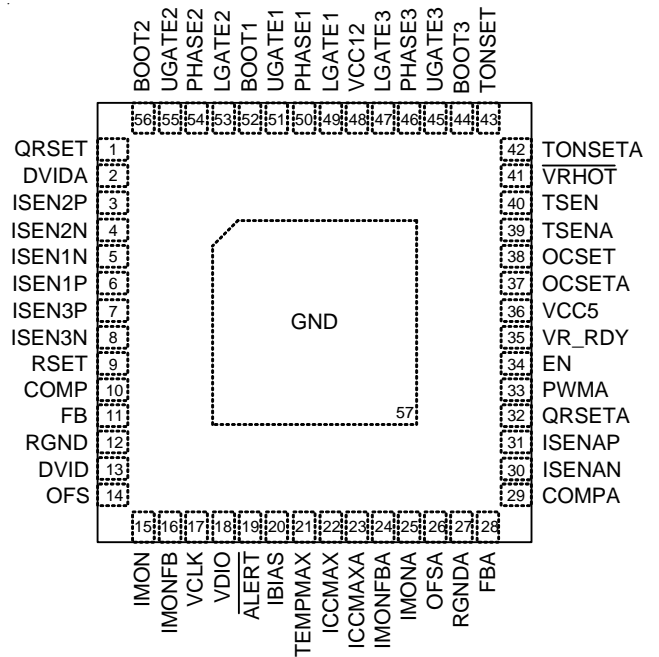 BOOT2 UGATE2 PHASE2 LGATE2 BOOT1 UGATE1 PHASE1 LGATE1 VCC12 LGATE3 PHASE3 UGATE3 BOOT3 TONSET
56 55 54 53 52 51 50 49 48 47 46 45 44 43
QRSET 1
DVIDA 2
ISEN2P 3
ISEN2N 4
ISEN1N 5
ISEN1P 6
ISEN3P 7
ISEN3N 8
RSET 9
COMP 10
FB 11
RGND 12
DVID 13
OFS 14
GND
57
42 TONSETA
41 VRHOT
40 TSEN
39 TSENA
38 OCSET
37 OCSETA
36 VCC5
35 VR_RDY
34 EN
33 PWMA
32 QRSETA
31 ISENAP
30 ISENAN
29 COMPA
15 16 17 18 19 20 21 22 23 24 25 26 27 28
IMON IMONFB VCLK VDIO ALERT IBIAS TEMPMAX ICCMAX ICCMAXA IMONFBA IMONA OFSA RGNDA FBA